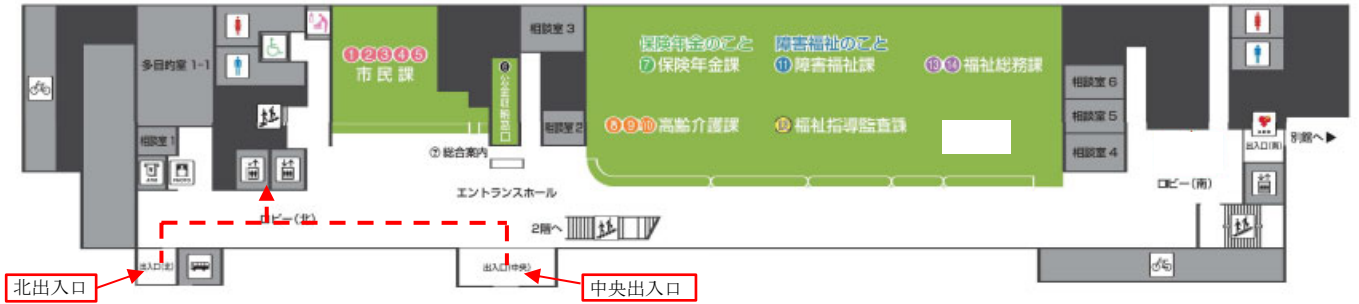 相談室 3
多目的室 1-1
①②③④⑤
市民課
⑥公金収納窓口
保険年金のこと
⑦保険年金課
障害福祉のこと
⑪障害福祉課
⑬⑭福祉総務課
⑧⑨⑩高齢介護課
⑫福祉指導監査課
相談室 6
相談室 5
相談室 4
相談室 1
相談室 2
総合案内
出入口(南)
別館へ▶
エントランスホール
ロビー(北)
ロビー(南)
2階へ
出入口(北)
出入口(中央)
北出入口
中央出入口